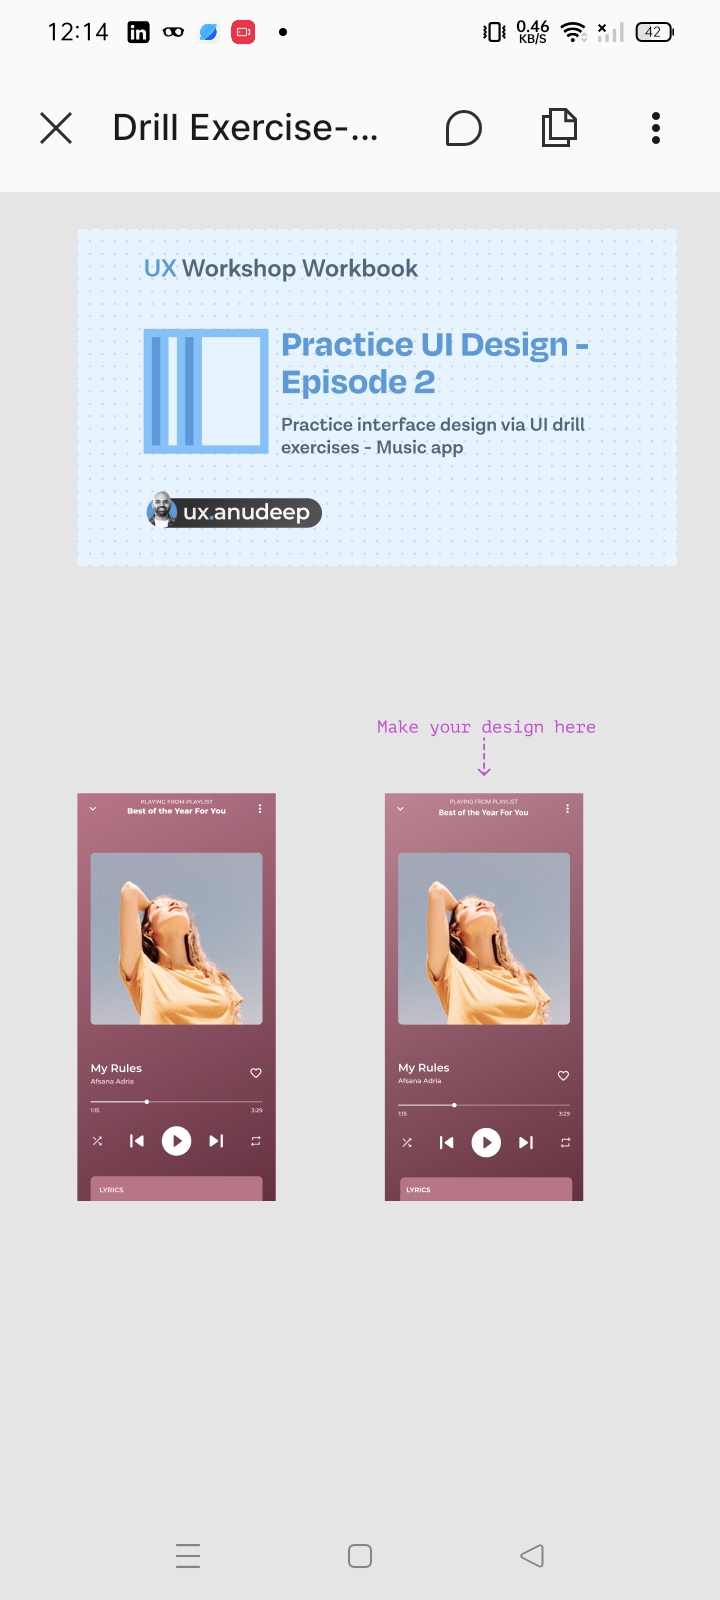 12:14
0.46
KB/S
42
Drill Exercise-...
UX Workshop Workbook
Practice UI Design -
Episode 2
Practice interface design via UI drill
exercises - Music app
ux.anudeep
Make your design here
PLAYING FROM PLAYLIST
Best of the Year For You
My Rules
Afsana Adria
1:15
3:29
LYRICS
PLAYING FROM PLAYLIST
Best of the Year For You
My Rules
Afsana Adria
1:15
3:29
LYRICS